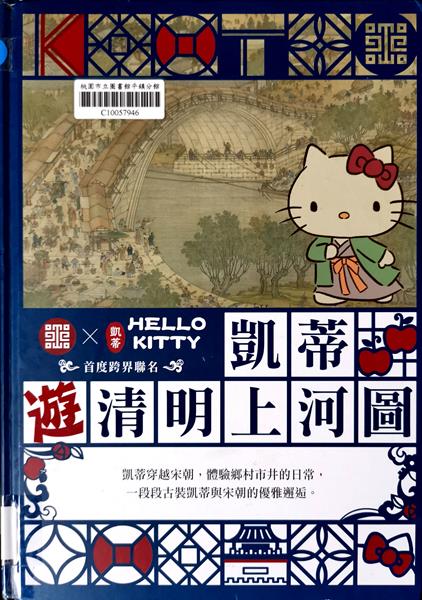 桃園市立圖書館平鎮分館
C10057946
凱蒂
HELLO
KITTY
首度跨界聯名
凱蒂
遊清明上河圖
凱蒂穿越宋朝，體驗鄉村市井的日常，
一段段古裝凱蒂與宋朝的優雅邂逅。